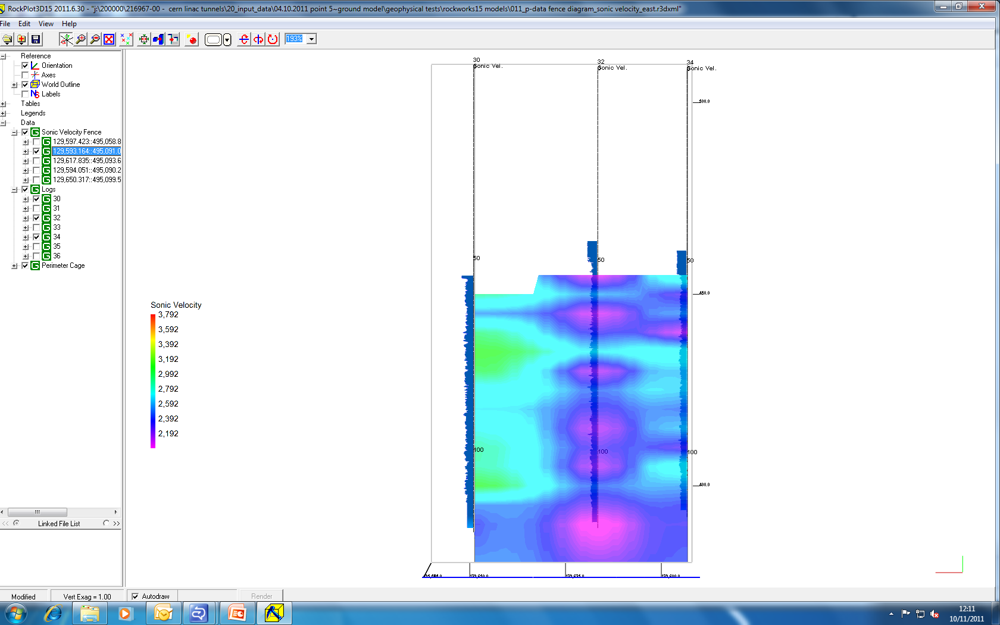 RockPlot3D15 2011.6.30 - "j:\200000\216967-00 - cern linac tunnels\20_input_data\04.10.2011 point 5~ground model\geophysical tests\rockworks15 models\011_p-data fence diagram_sonic velocity_east.r3dxml"
File Edit View Help
193%
Reference
Orientation
Axes
World Outline
Labels
Tables
Legends
Data
Sonic Velocity Fence
129,597.423::495,058.8
129,593.164::495,091.0
129,617.835::495,093.6
129,594.051::495,090.2
129,650.317::495,099.5
Logs
30
31
32
33
34
35
36
Perimeter Cage
<< Linked File List >>
Sonic Velocity
3,792
3,592
3,392
3,192
2,992
2,792
2,592
2,392
2,192
30
Sonic Vel.
32
Sonic Vel.
34
Sonic Vel.
500.0
50
50
50
450.0
100
100
100
400.0
129,650.0
129,625.0
129,600.0
Modified
Vert Exag = 1.00
Autodraw
Render
12:11
10/11/2011